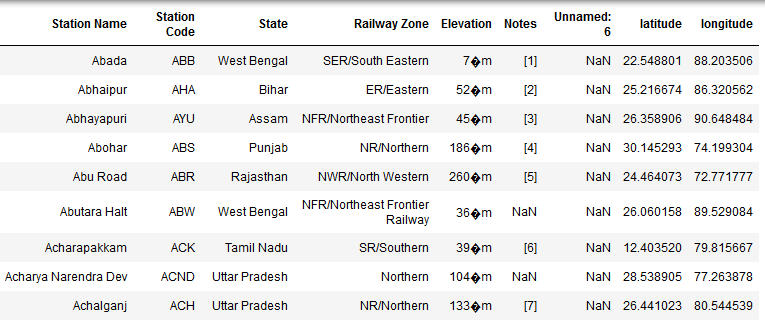 Station Name Station Code State Railway Zone Elevation Notes Unnamed: 6 latitude longitude
Abada ABB West Bengal SER/South Eastern 7�m [1] NaN 22.548801 88.203506
Abhaipur AHA Bihar ER/Eastern 52�m [2] NaN 25.216674 86.320562
Abhayapuri AYU Assam NFR/Northeast Frontier 45�m [3] NaN 26.358906 90.648484
Abohar ABS Punjab NR/Northern 186�m [4] NaN 30.145293 74.199304
Abu Road ABR Rajasthan NWR/North Western 260�m [5] NaN 24.464073 72.771777
Abutara Halt ABW West Bengal NFR/Northeast Frontier Railway 36�m NaN NaN 26.060158 89.529084
Acharapakkam ACK Tamil Nadu SR/Southern 39�m [6] NaN 12.403520 79.815667
Acharya Narendra Dev ACND Uttar Pradesh Northern 104�m NaN NaN 28.538905 77.263878
Achalganj ACH Uttar Pradesh NR/Northern 133�m [7] NaN 26.441023 80.544539